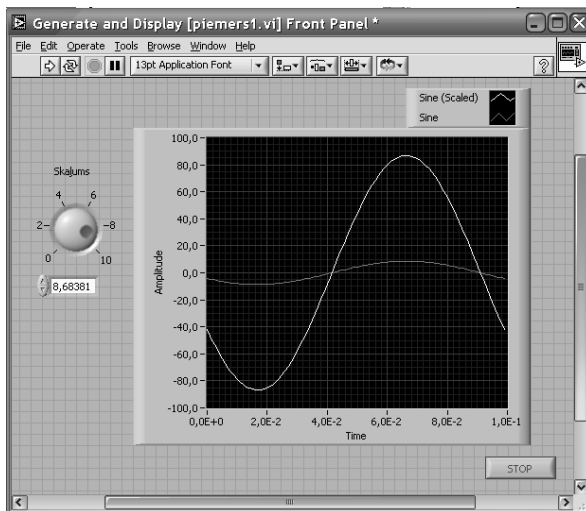 Generate and Display [piemers1.vi] Front Panel *
File Edit Operate Tools Browse Window Help
13pt Application Font
Sine (Scaled)
Sine
Skaļums
4 6
2 8
0 10
8,68381
Amplitude
100,0
80,0
60,0
40,0
20,0
0,0
-20,0
-40,0
-60,0
-80,0
-100,0
0,0E+0 2,0E-2 4,0E-2 6,0E-2 8,0E-2 1,0E-1
Time
STOP